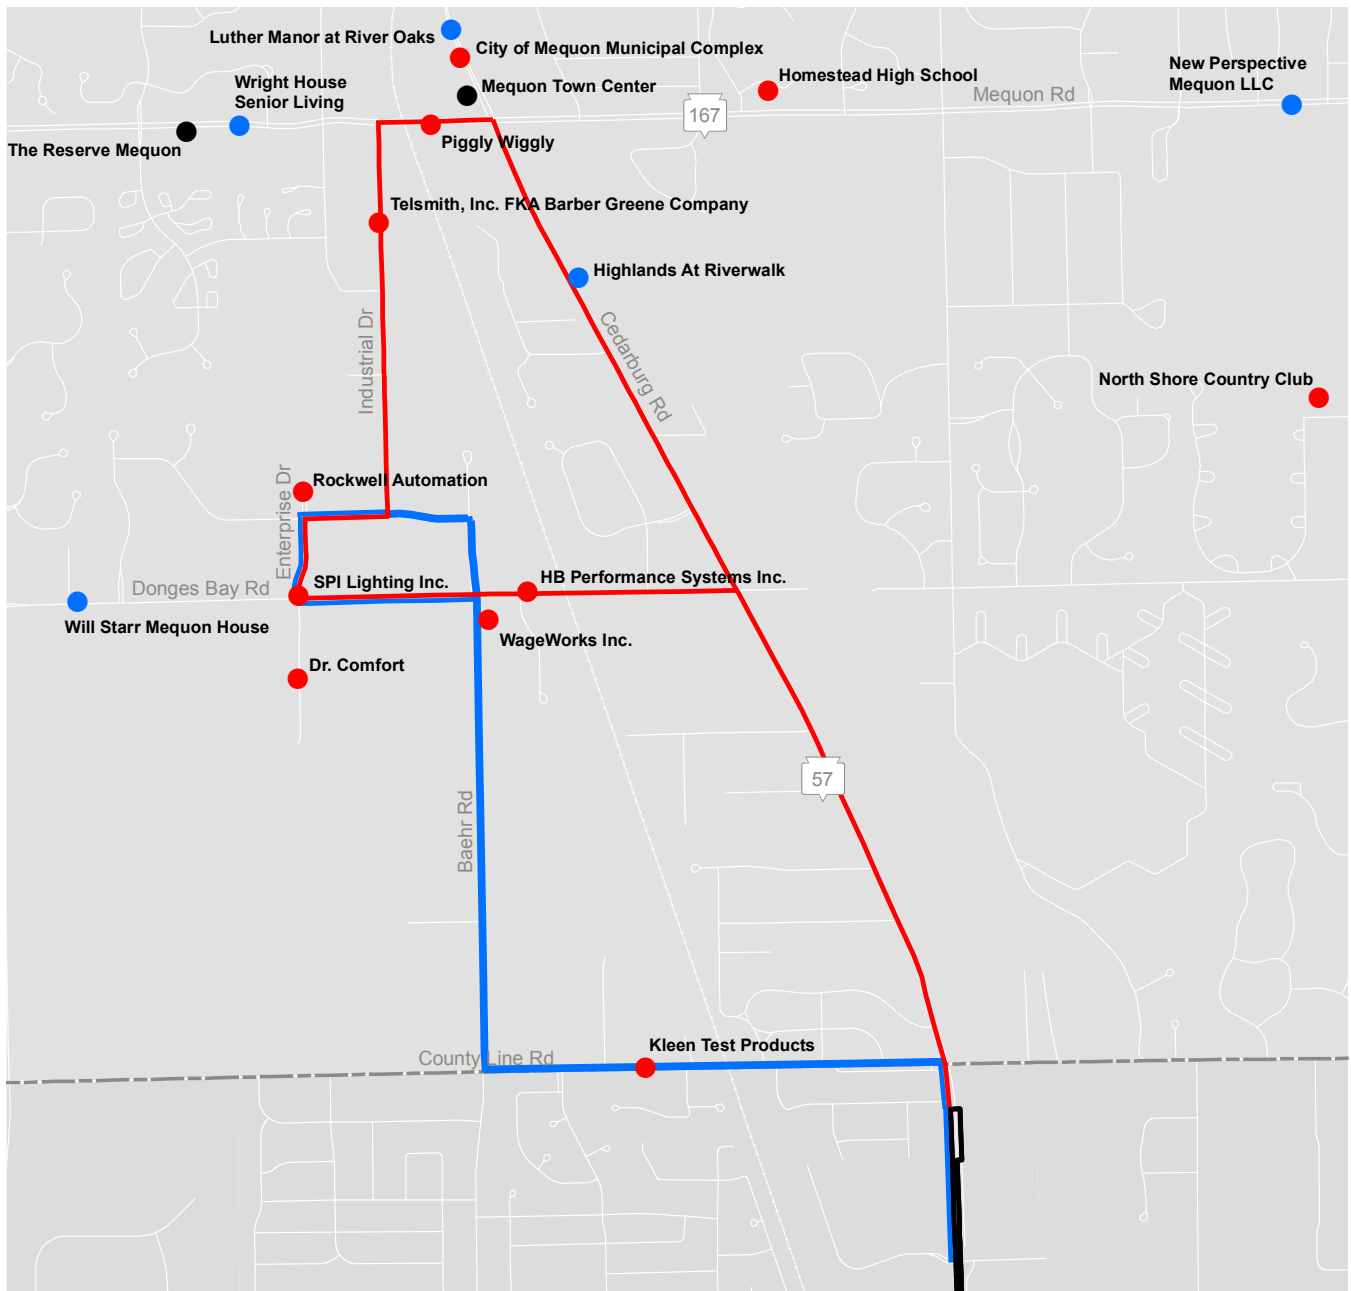 Luther Manor at River Oaks
City of Mequon Municipal Complex
Homestead High School
New Perspective
Mequon LLC
Wright House
Senior Living
Mequon Town Center
Mequon Rd
167
The Reserve Mequon
Piggly Wiggly
Telsmith, Inc. FKA Barber Greene Company
Highlands At Riverwalk
Industrial Dr
Cedarburg Rd
North Shore Country Club
Rockwell Automation
Enterprise Dr
Donges Bay Rd
SPI Lighting Inc.
HB Performance Systems Inc.
Will Starr Mequon House
WageWorks Inc.
Dr. Comfort
57
Baehr Rd
Kleen Test Products
County Line Rd